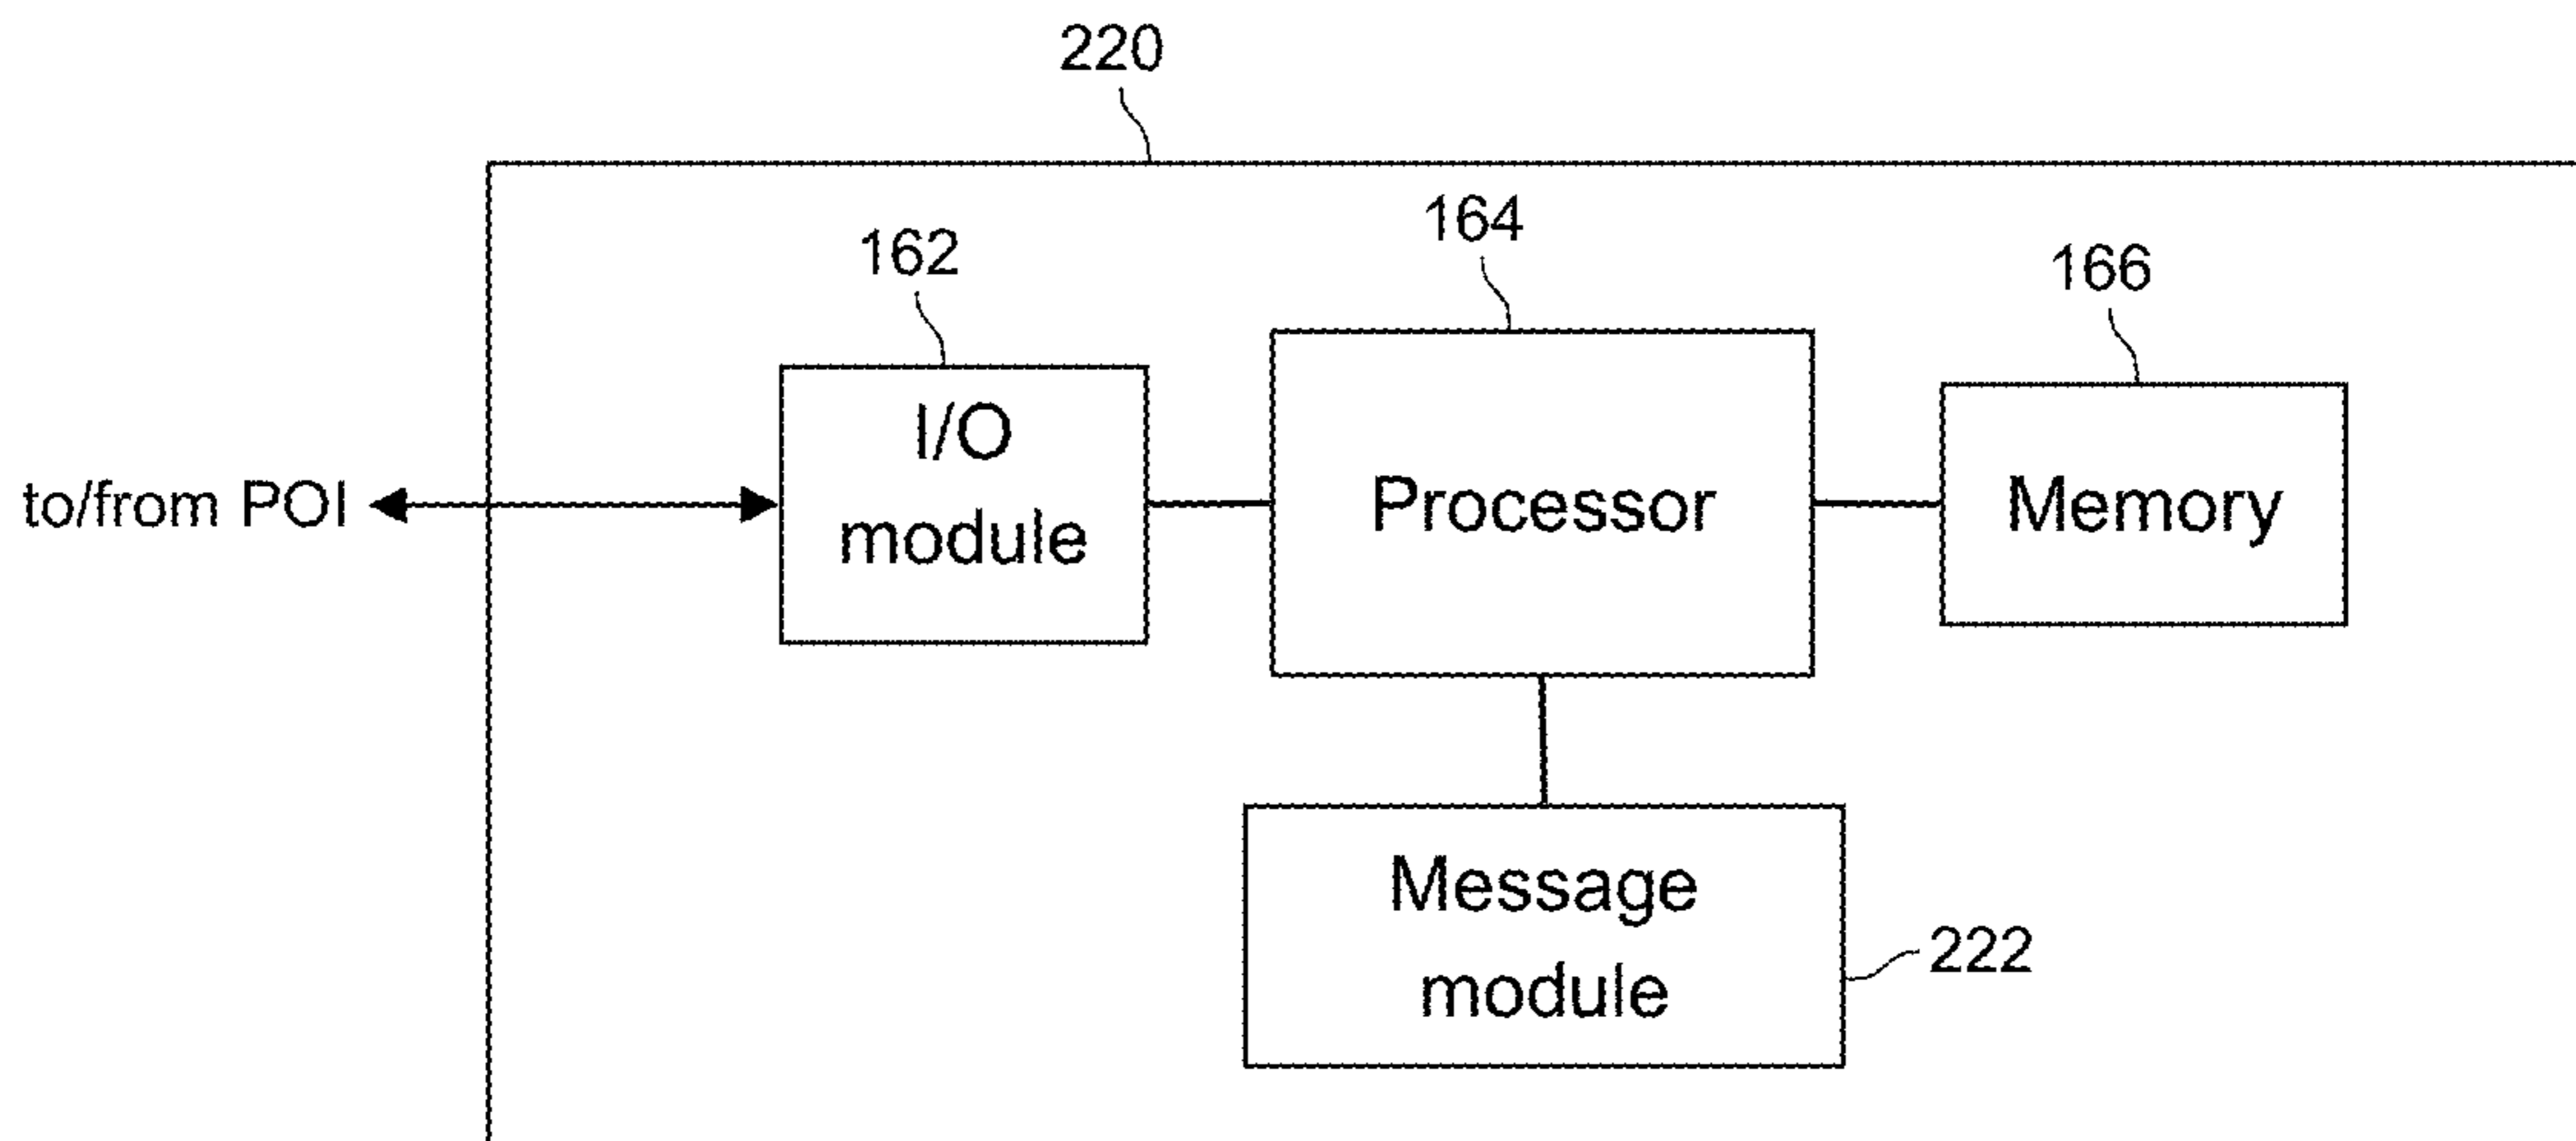 220
164
162
166
I/O
module
to/from POI
Processor
Memory
Message
module
222